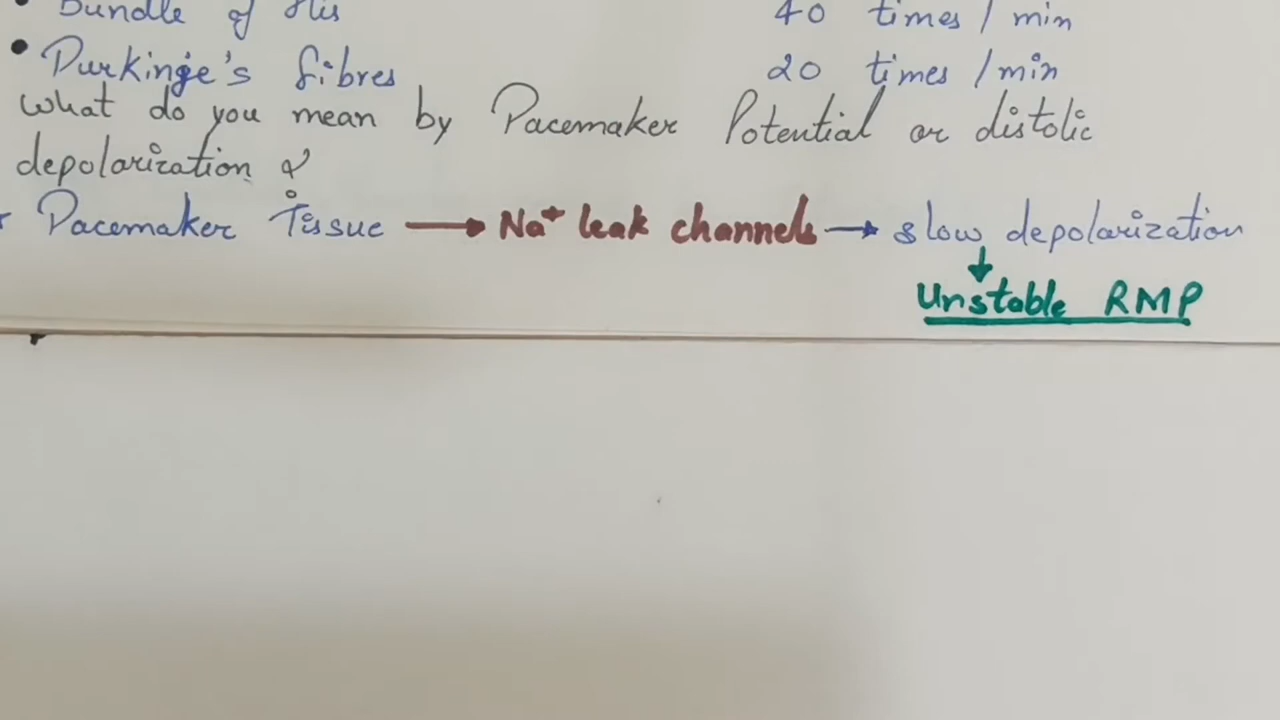 • Bundle of His 40 times / min
• Purkinje's fibres 20 times /min
What do you mean by Pacemaker Potential or distolic
depolarization ?
Pacemaker Tissue → Na+ leak channels → slow depolarization
↓
Unstable RMP